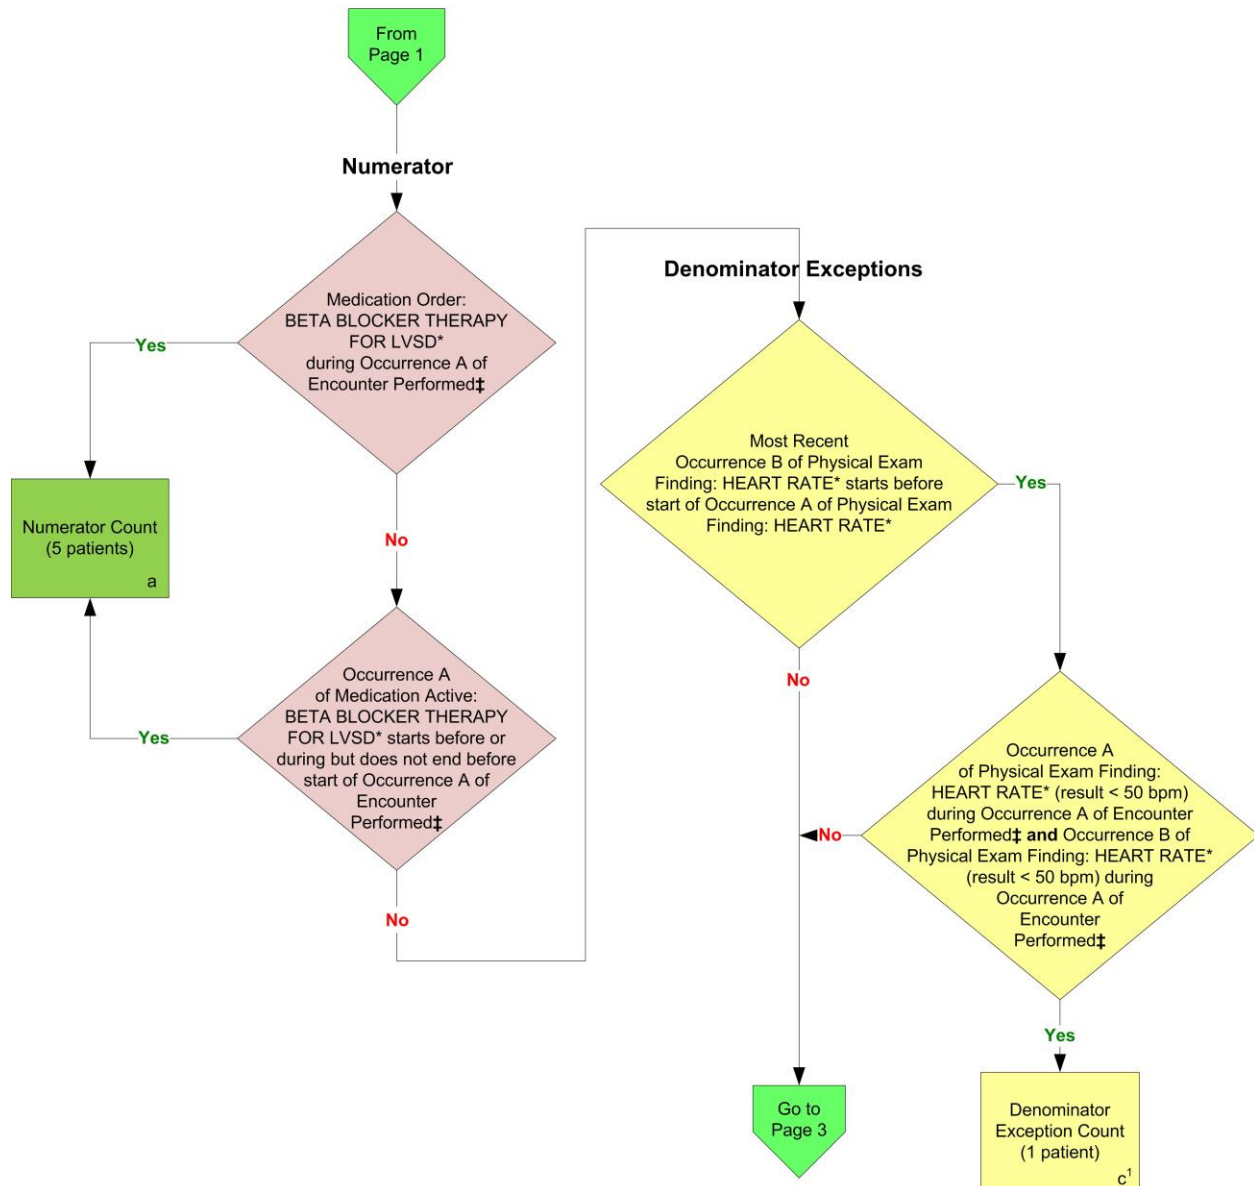 From
Page 1
Numerator
Medication Order:
BETA BLOCKER THERAPY
FOR LVSD*
during Occurrence A of
Encounter Performed‡
Yes
No
Numerator Count
(5 patients)
a
Occurrence A
of Medication Active:
BETA BLOCKER THERAPY
FOR LVSD* starts before or
during but does not end before
start of Occurrence A of
Encounter
Performed‡
Yes
No
Denominator Exceptions
Most Recent
Occurrence B of Physical Exam
Finding: HEART RATE* starts before
start of Occurrence A of Physical Exam
Finding: HEART RATE*
Yes
No
Occurrence A
of Physical Exam Finding:
HEART RATE* (result < 50 bpm)
during Occurrence A of Encounter
Performed‡ and Occurrence B of
Physical Exam Finding: HEART RATE*
(result < 50 bpm) during
Occurrence A of
Encounter
Performed‡
No
Yes
Go to
Page 3
Denominator
Exception Count
(1 patient)
c¹